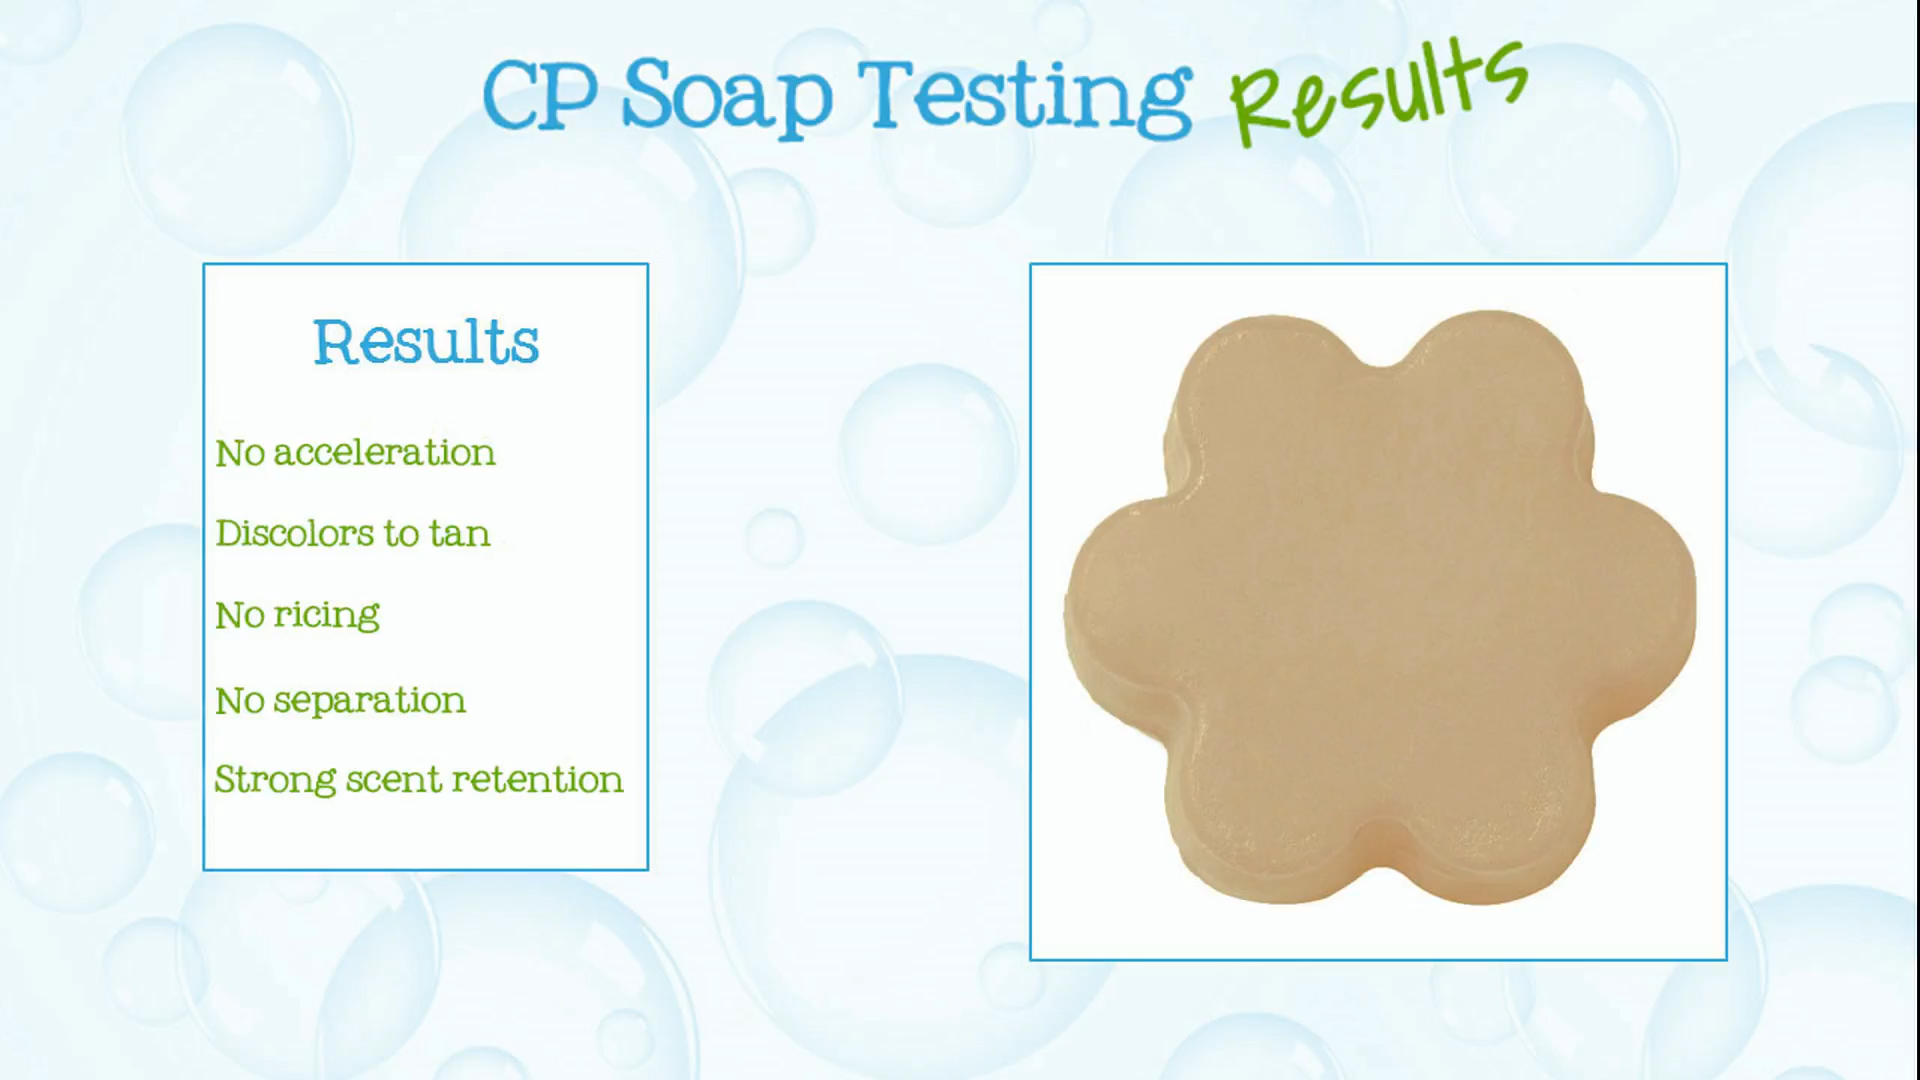 CP Soap Testing Results
Results
No acceleration
Discolors to tan
No ricing
No separation
Strong scent retention